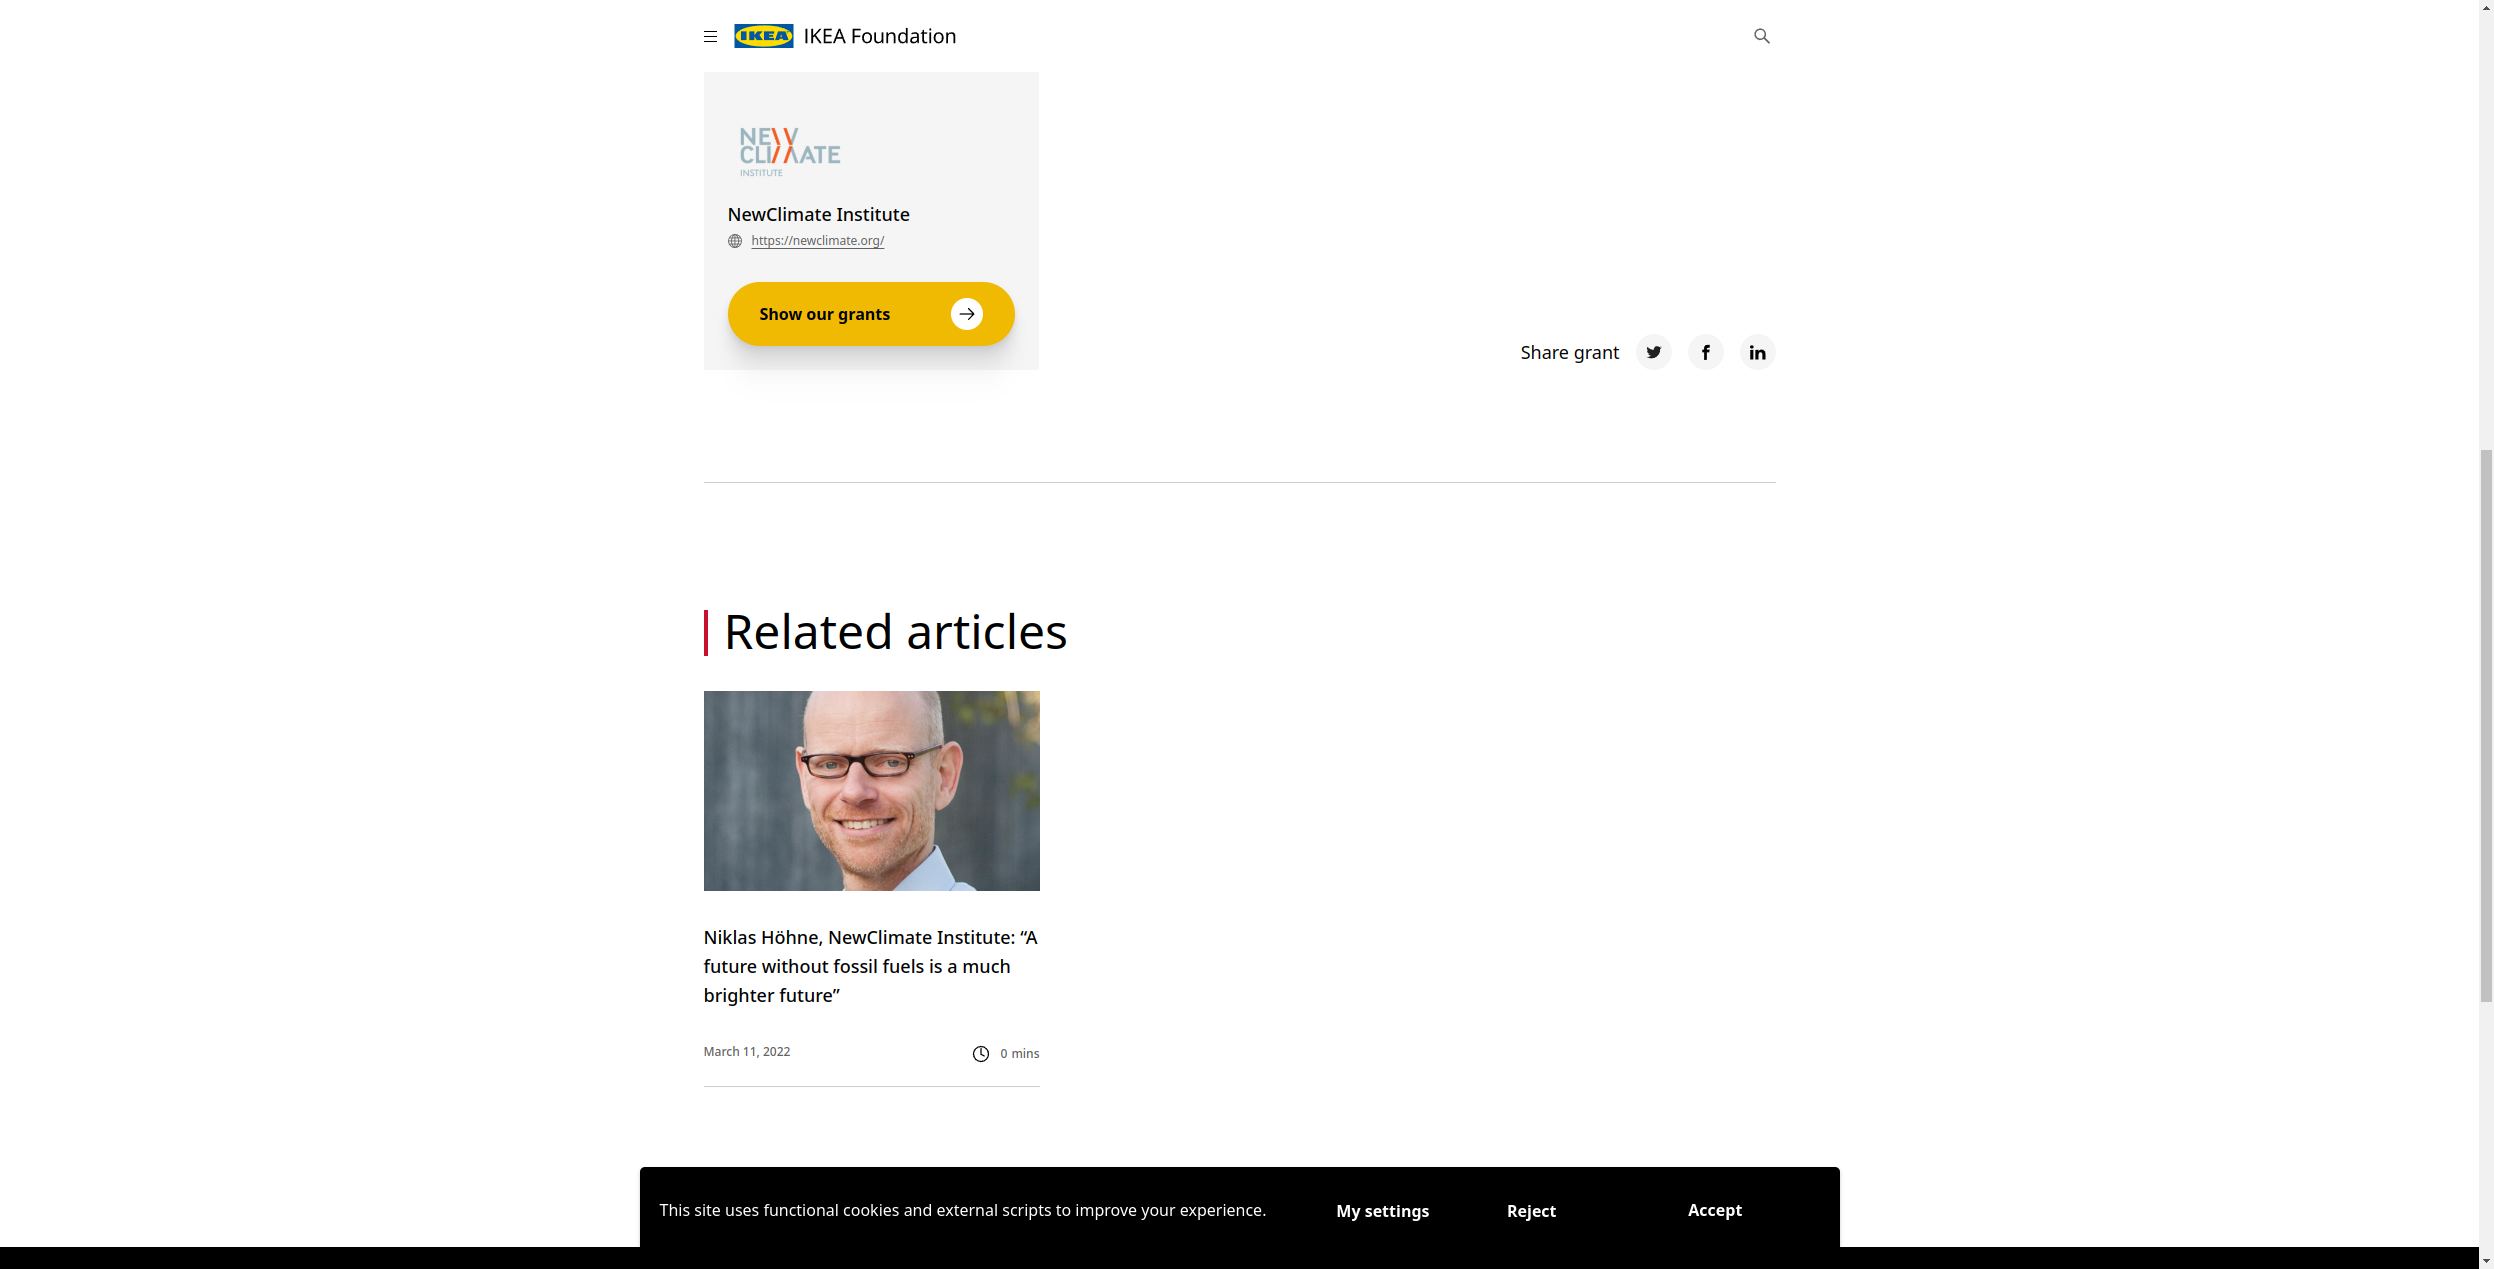 IKEA
IKEA Foundation
NEW
CLIMATE
INSTITUTE
NewClimate Institute
https://newclimate.org/
Show our grants
Share grant
Related articles
Niklas Höhne, NewClimate Institute: “A
future without fossil fuels is a much
brighter future”
March 11, 2022
0 mins
This site uses functional cookies and external scripts to improve your experience.
My settings
Reject
Accept